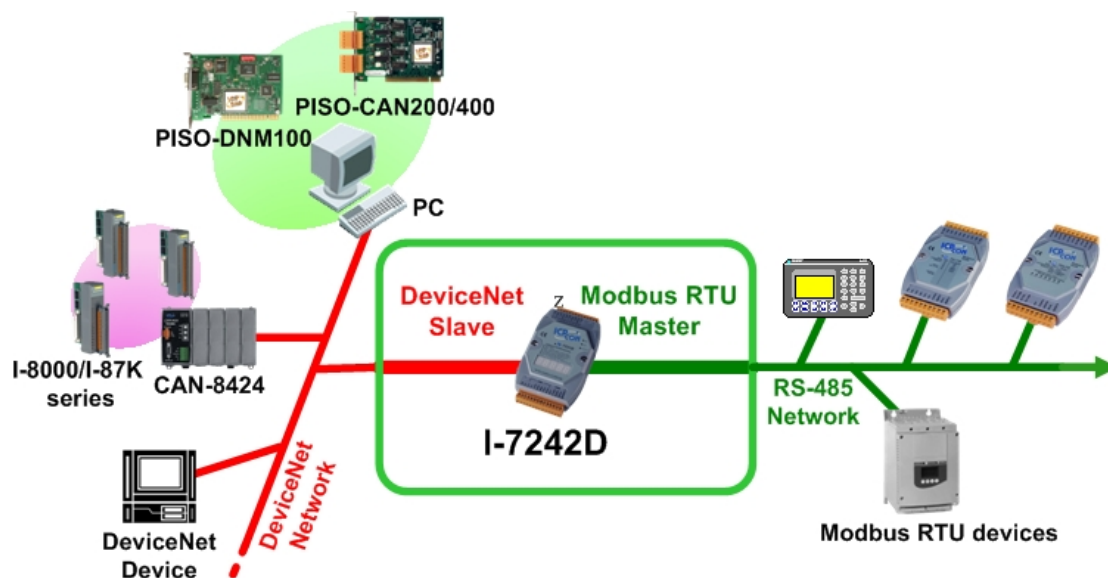 PISO-CAN200/400
PISO-DNM100
PC
I-8000/I-87K
series
CAN-8424
DeviceNet
Slave
z
Modbus RTU
Master
I-7242D
RS-485
Network
DeviceNet
Network
DeviceNet
Device
Modbus RTU devices